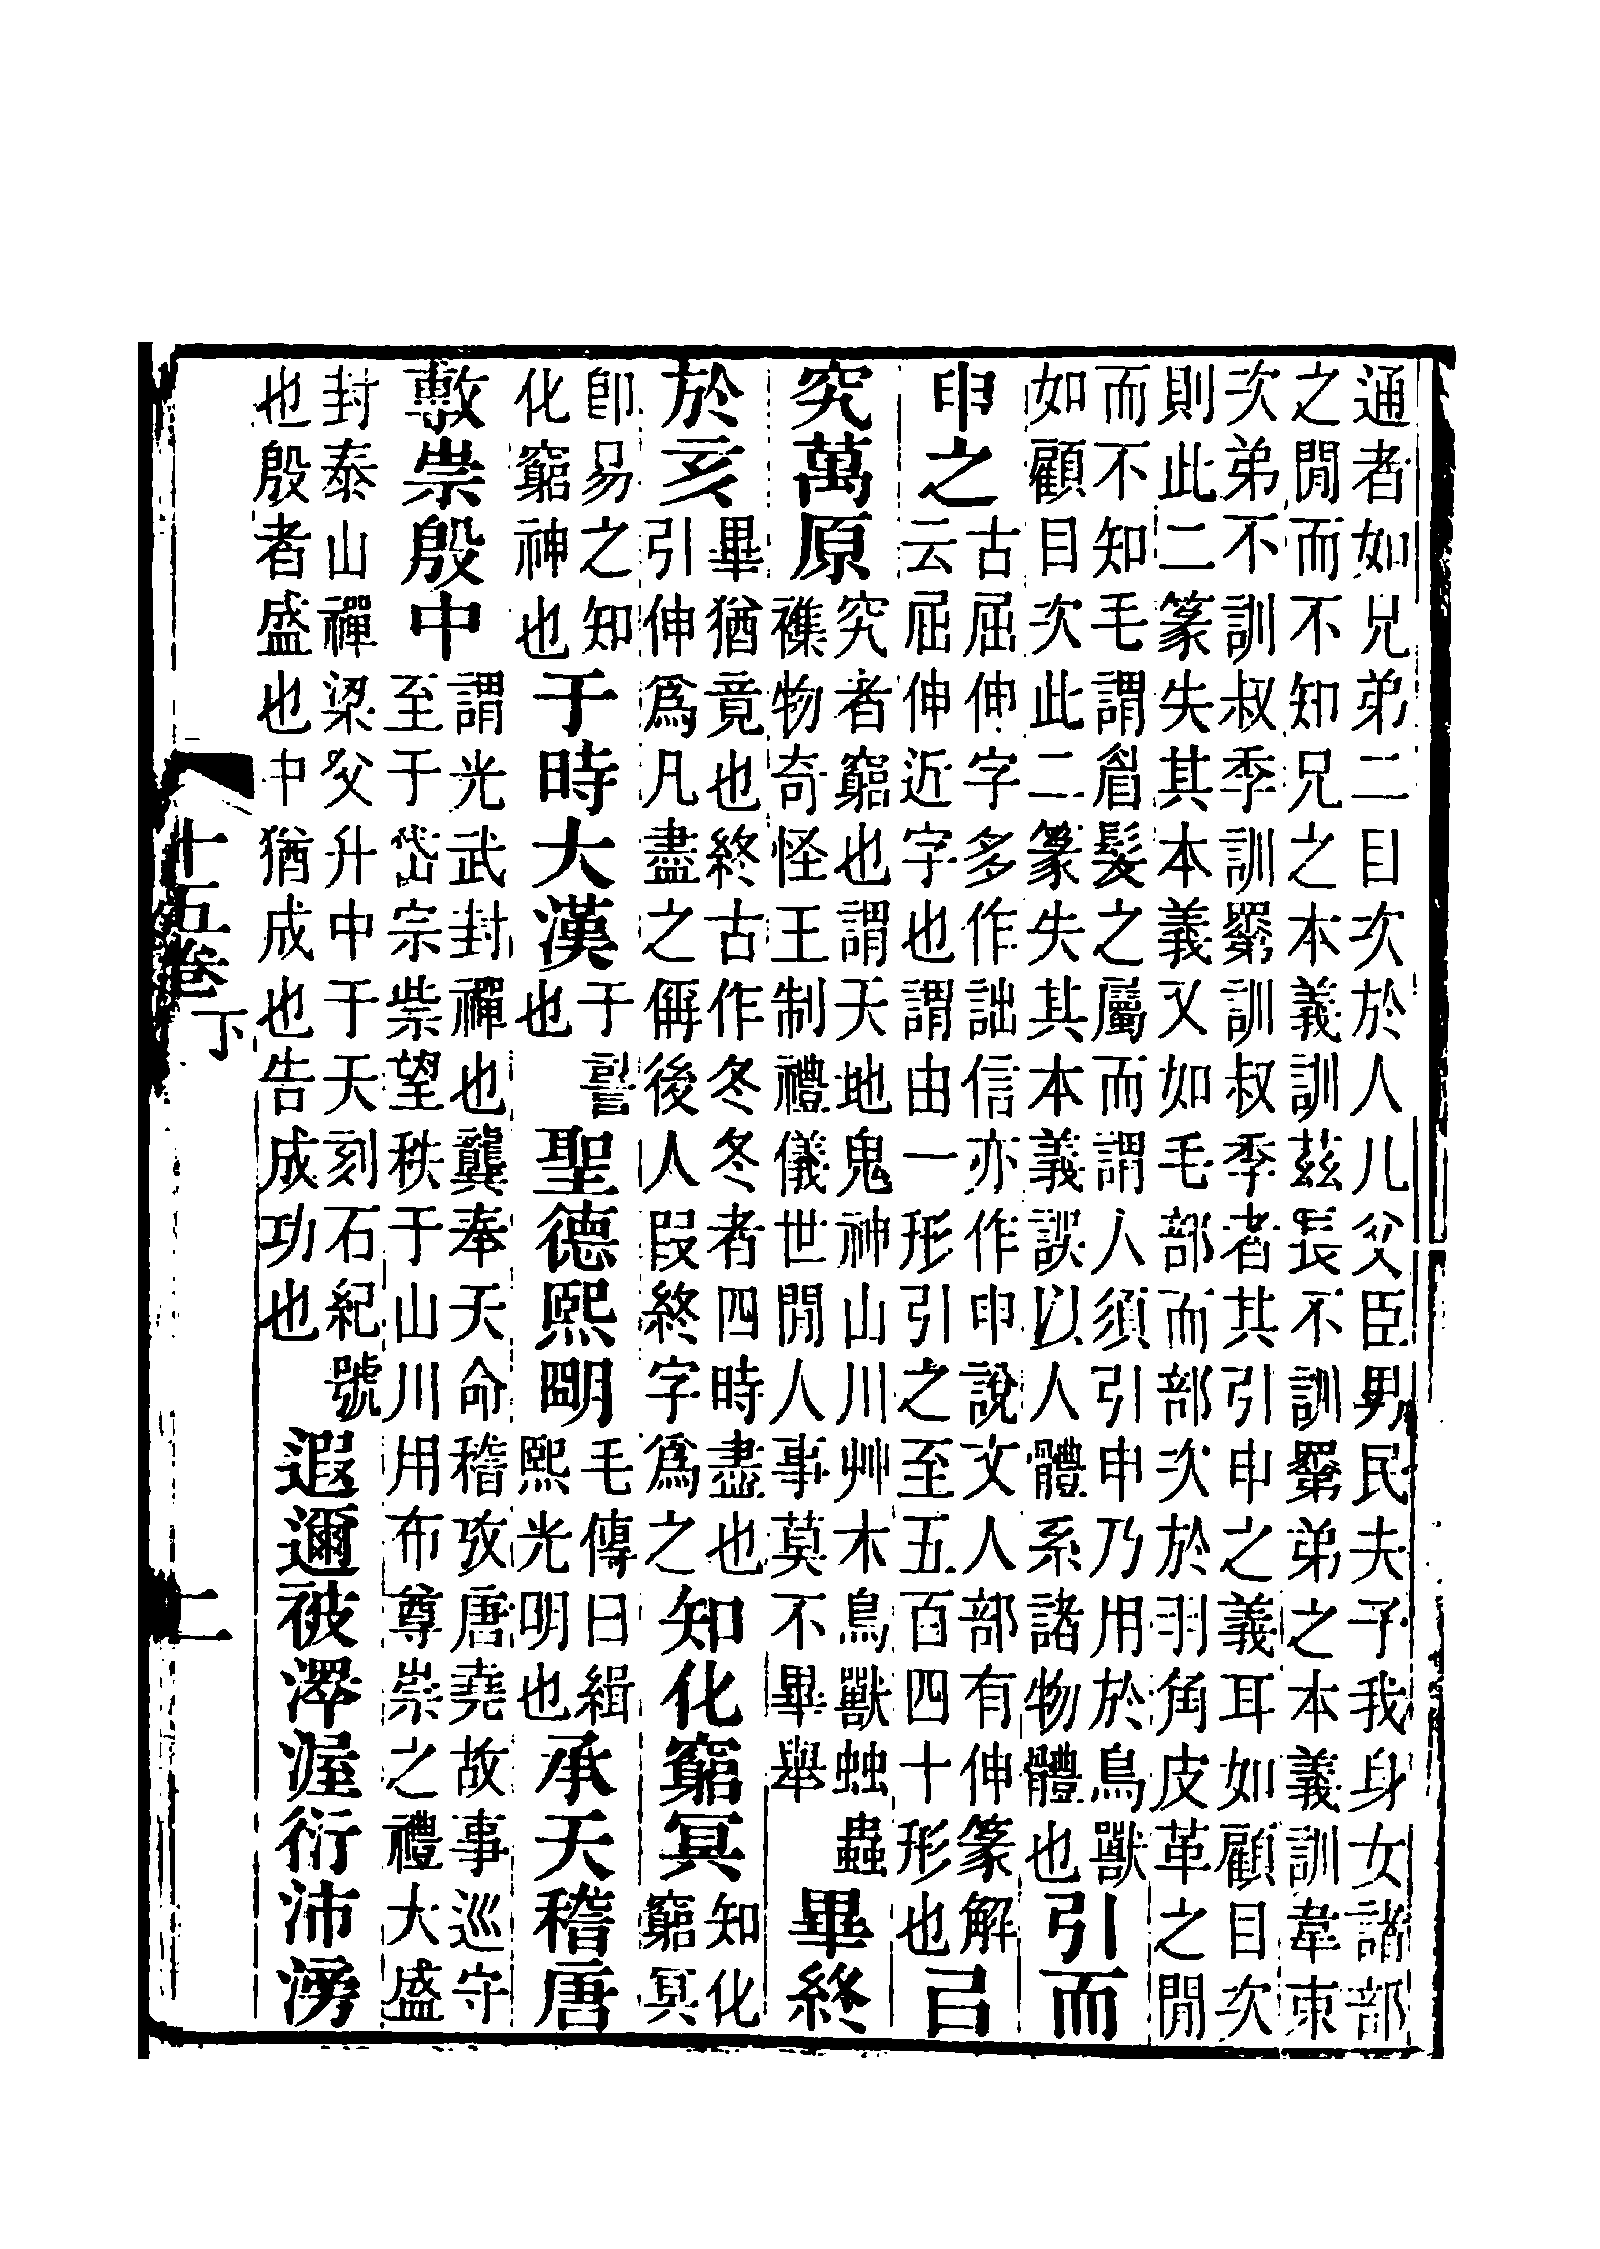 通者如兄弟二㠯次於人儿父臣男民夫子我身女諸部
之閒而不知兄之本義訓茲長不訓𦋅弟之本義訓韋束
次弟不訓叔季訓𦋅訓叔季者其引申之義耳如顧㠯次
則此二篆失其本義又如毛部而部次於羽角皮革之閒
而不知毛謂眉髮之屬而謂人須引申乃用於鳥獸
如顧㠯次此二篆失其本義誤以人體系諸物體也
引而
申之
古屈伸字多作詘信亦作申說文人部有伸篆解
云屈伸近字也謂由一形引之至五百四十形也
㠯
究萬原
究者窮也謂天地鬼神山川艸木鳥獸䖵蟲
襍物奇怪王制禮儀世閒人事莫不畢舉
畢終
於亥
畢猶竟也終古作冬冬者四時盡也
引伸爲凡盡之偁後人叚終字爲之
知化窮冥
知化
窮冥
卽易之知
化窮神也
于時大漢
于䛐
也
聖德熙朙
毛傳曰緝
熙光明也
承天稽唐
敷崇殷中
謂光武封禪也龔奉天命稽攷唐堯故事巡守
至于岱宗柴望秩于山川用布尊崇之禮大盛
封泰山禪梁父升中于天刻石紀號
也殷者盛也中猶成也告成功也
遐邇被澤渥衍沛滂
十五卷下
二